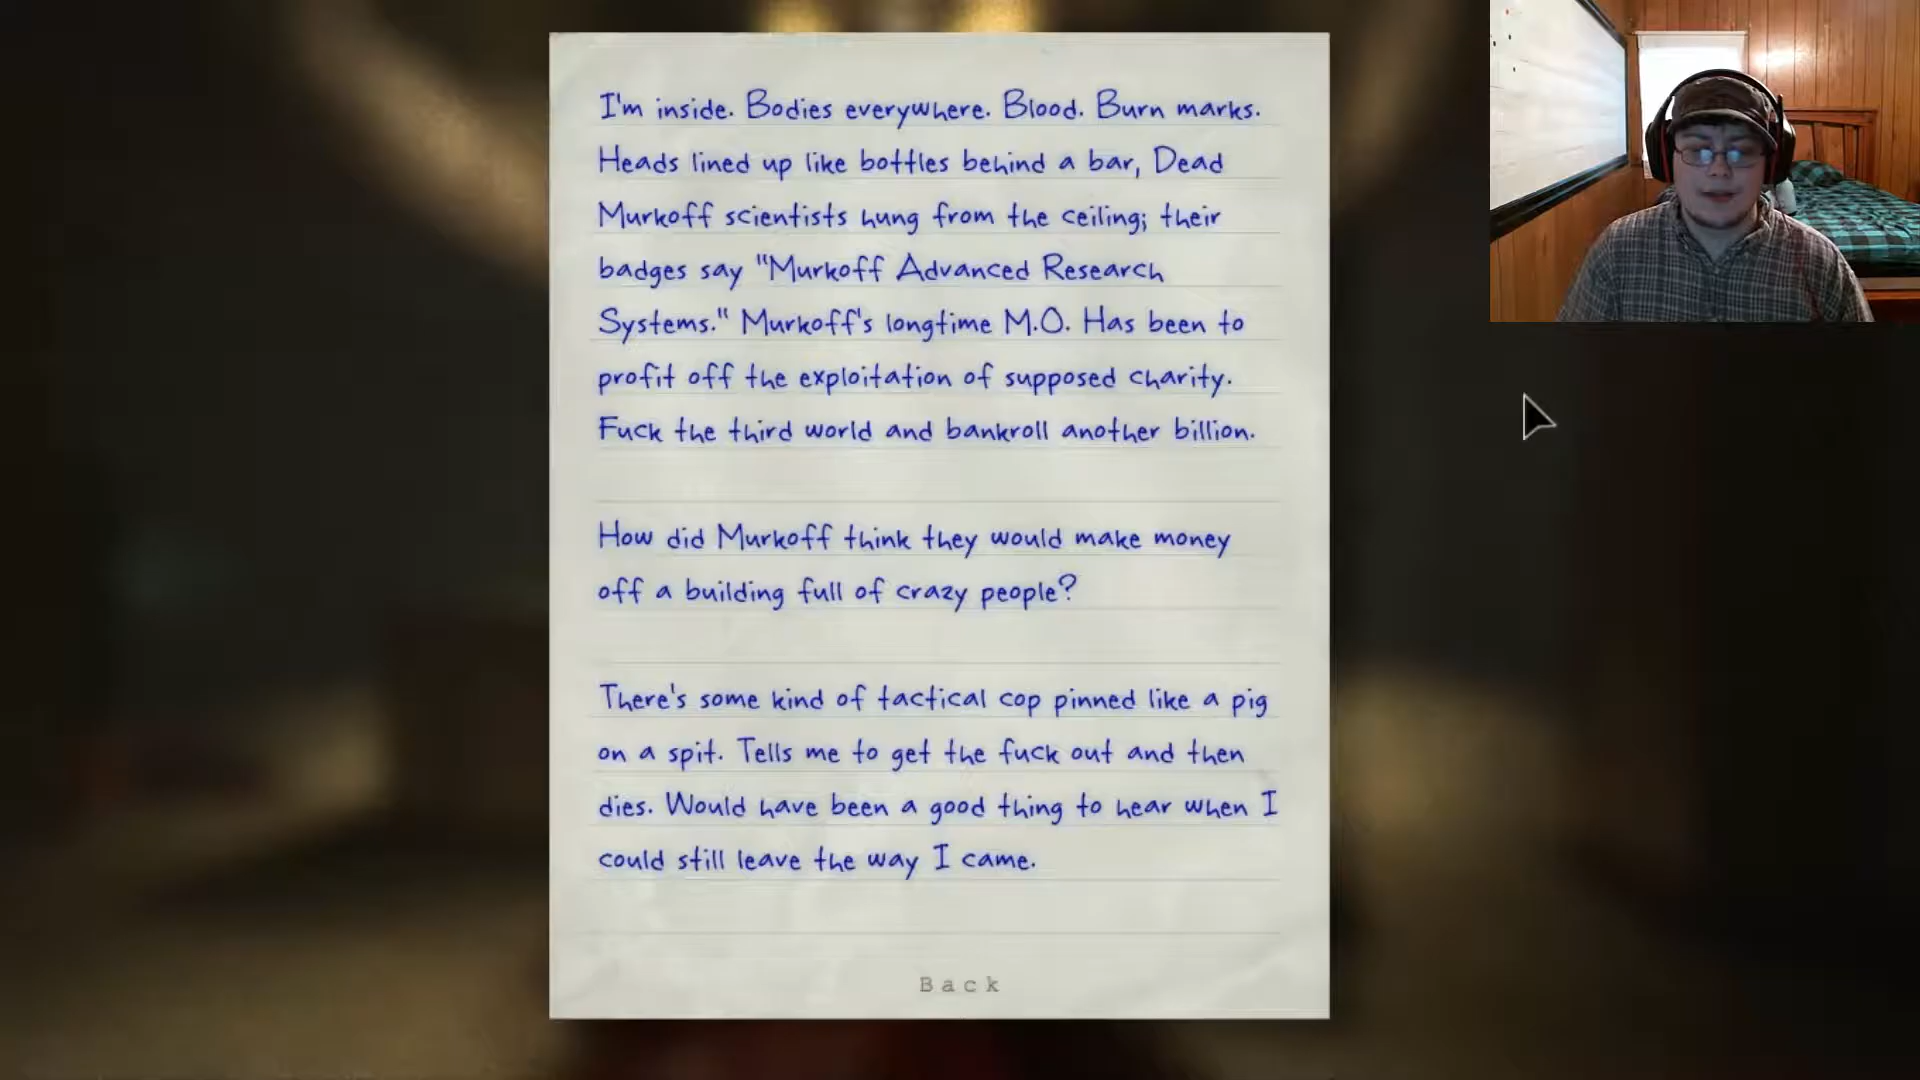 I'm inside. Bodies everywhere. Blood. Burn marks.
Heads lined up like bottles behind a bar, Dead
Murkoff scientists hung from the ceiling; their
badges say "Murkoff Advanced Research
Systems." Murkoff's longtime M.O. Has been to
profit off the exploitation of supposed charity.
Fuck the third world and bankroll another billion.
How did Murkoff think they would make money
off a building full of crazy people?
There's some kind of tactical cop pinned like a pig
on a spit. Tells me to get the fuck out and then
dies. Would have been a good thing to hear when I
could still leave the way I came.
Back